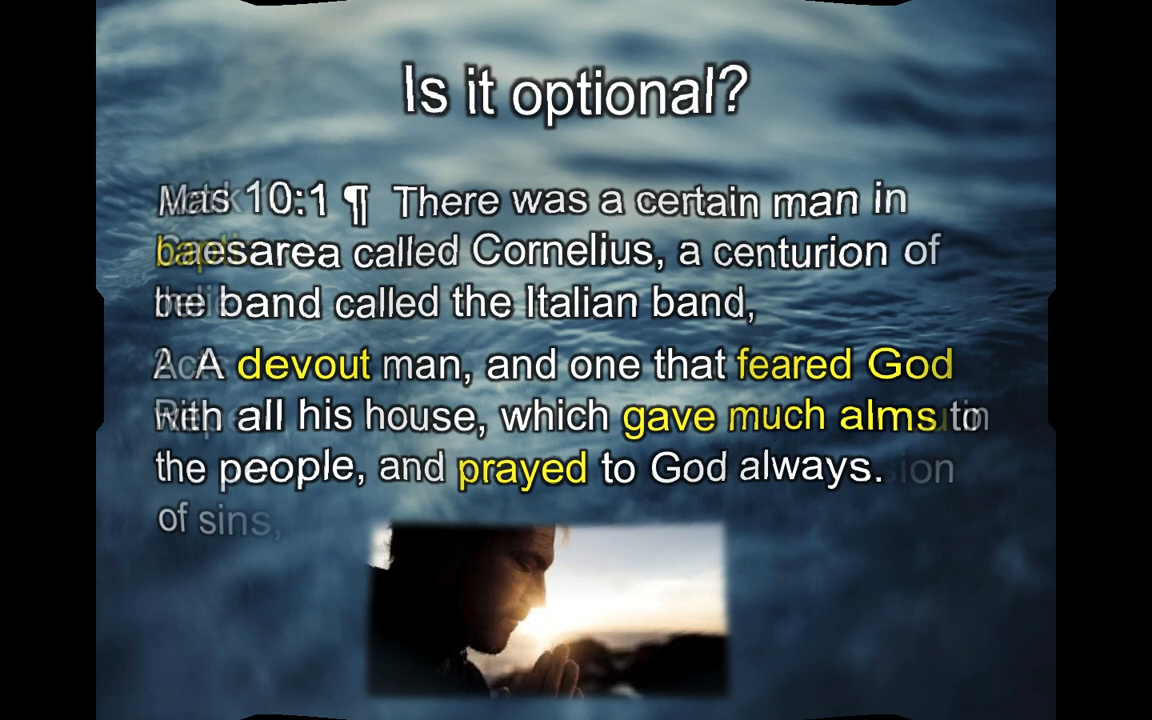 Is it optional?
10:1 ¶ There was a certain man in
called Cornelius, a centurion of
the band called the Italian band,
2 A devout man, and one that feared God
with all his house, which gave much alms to
the people, and prayed to God always.
of sins,